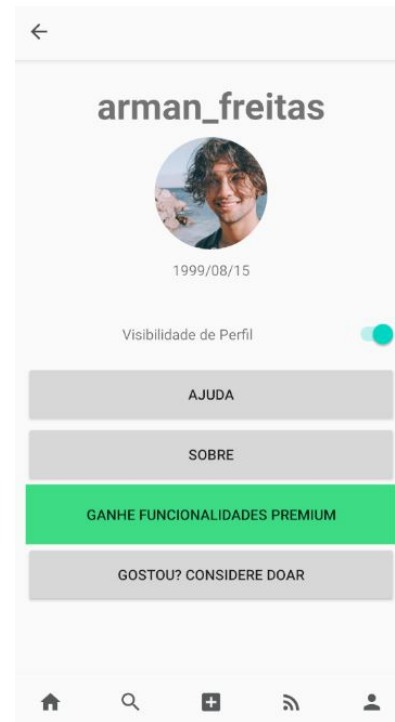 arman_freitas
1999/08/15
Visibilidade de Perfil
AJUDA
SOBRE
GANHE FUNCIONALIDADES PREMIUM
GOSTOU? CONSIDERE DOAR